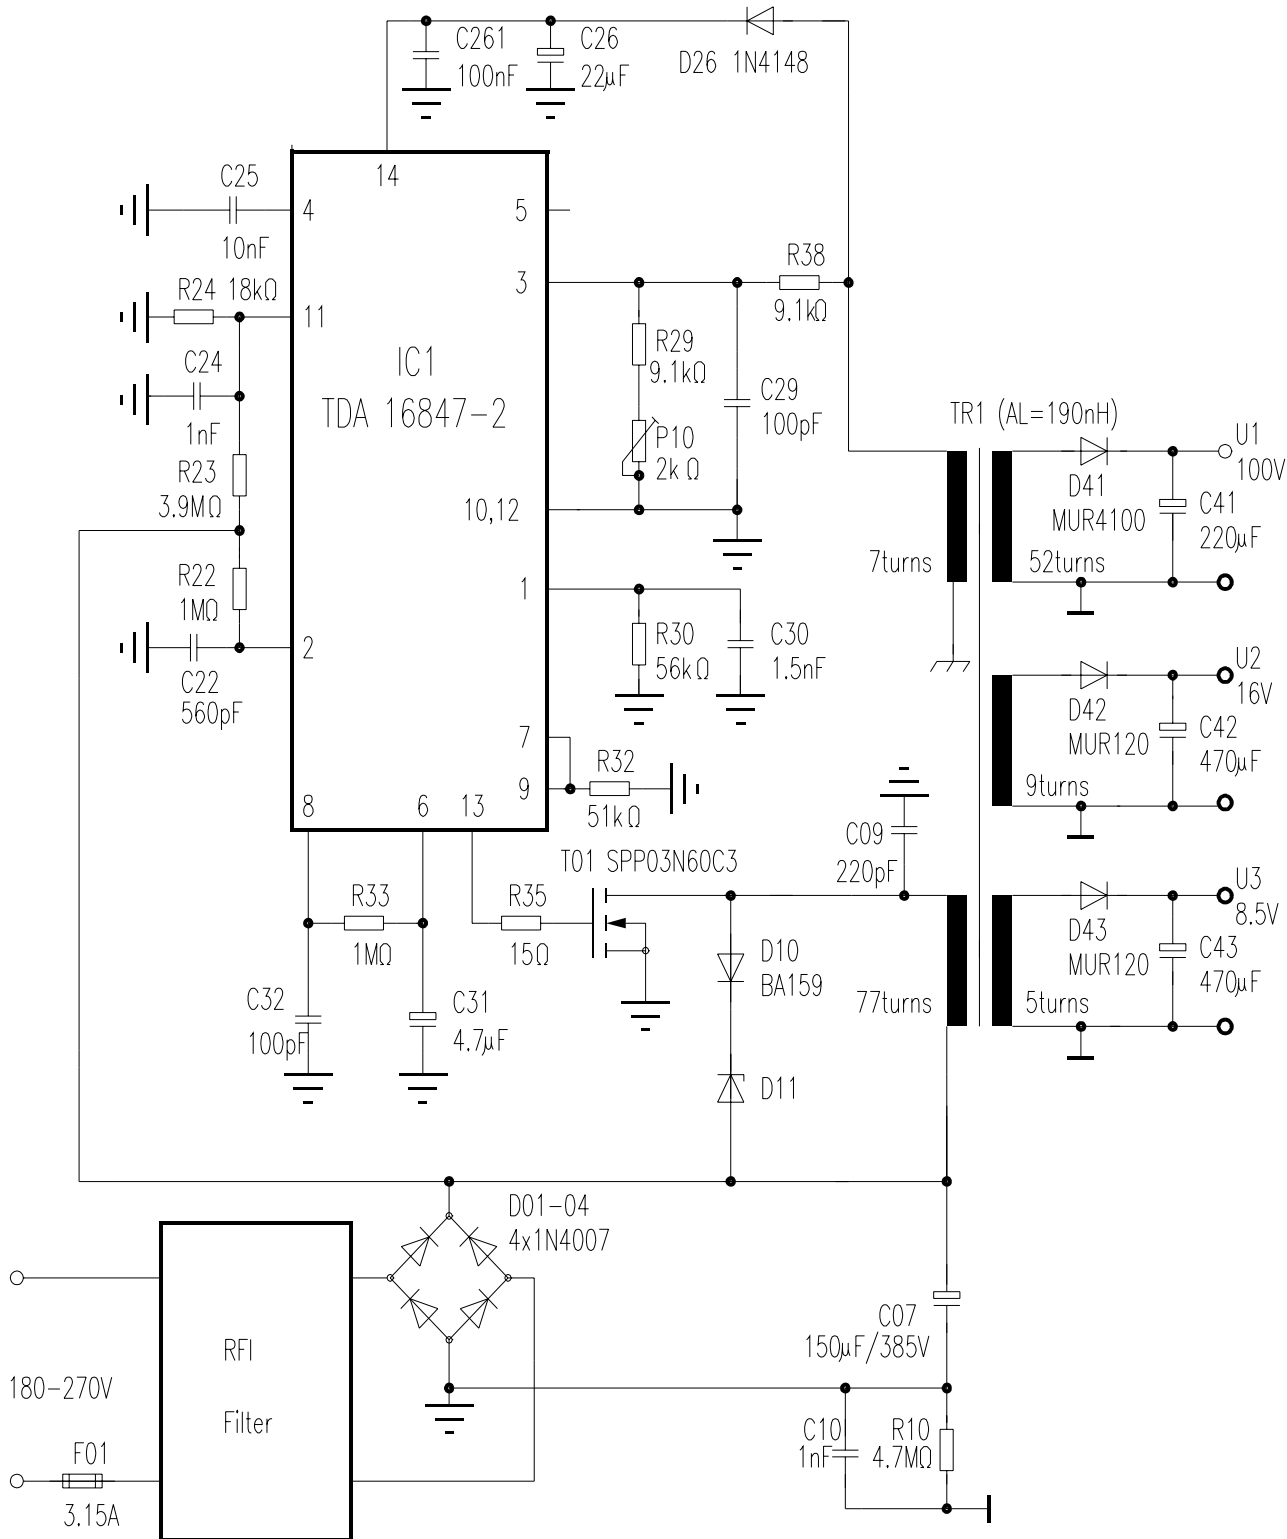 C261
100nF
C26
22µF
D26 1N4148
C25
10nF
14
4
5
R24 18kΩ
11
3
R38
9.1kΩ
C24
1nF
IC1
TDA 16847-2
R29
9.1kΩ
C29
100pF
P10
2kΩ
TR1 (AL=190nH)
U1
100V
D41
MUR4100
C41
220µF
R23
3.9MΩ
10,12
7turns
52turns
R22
1MΩ
1
2
R30
56kΩ
C30
1.5nF
C22
560pF
U2
16V
D42
MUR120
C42
470µF
7
9
R32
51kΩ
9turns
8
6
13
C09
220pF
T01 SPP03N60C3
R33
1MΩ
R35
15Ω
U3
8.5V
D43
MUR120
C43
470µF
D10
BA159
77turns
5turns
C32
100pF
C31
4.7µF
D11
D01-04
4x1N4007
C07
150µF/385V
180-270V
RFI
Filter
F01
3.15A
C10
1nF
R10
4.7MΩ